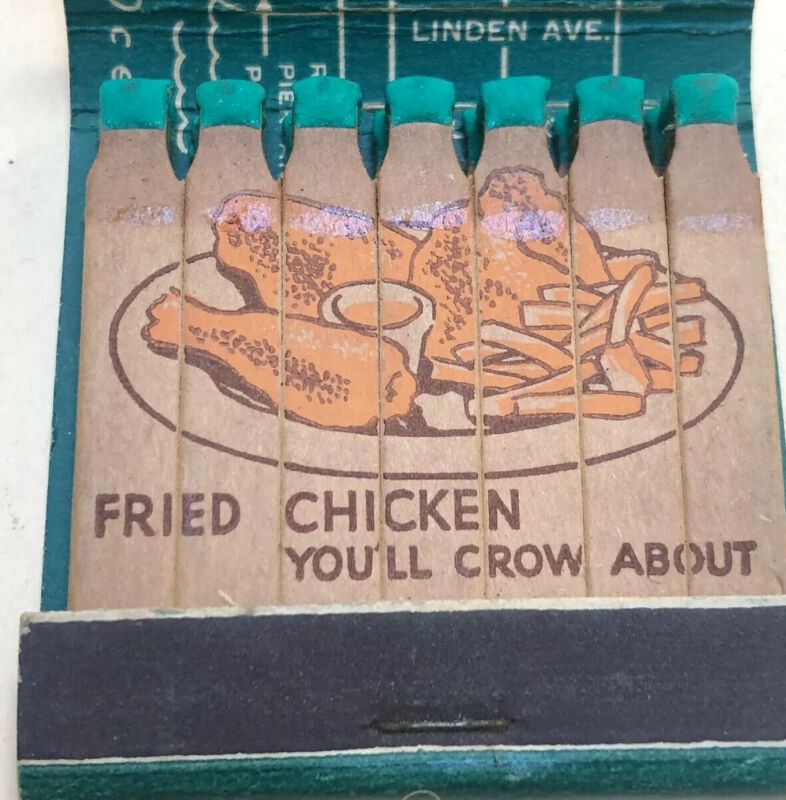 LINDEN AVE.
FRIED CHICKEN
YOU'LL CROW ABOUT